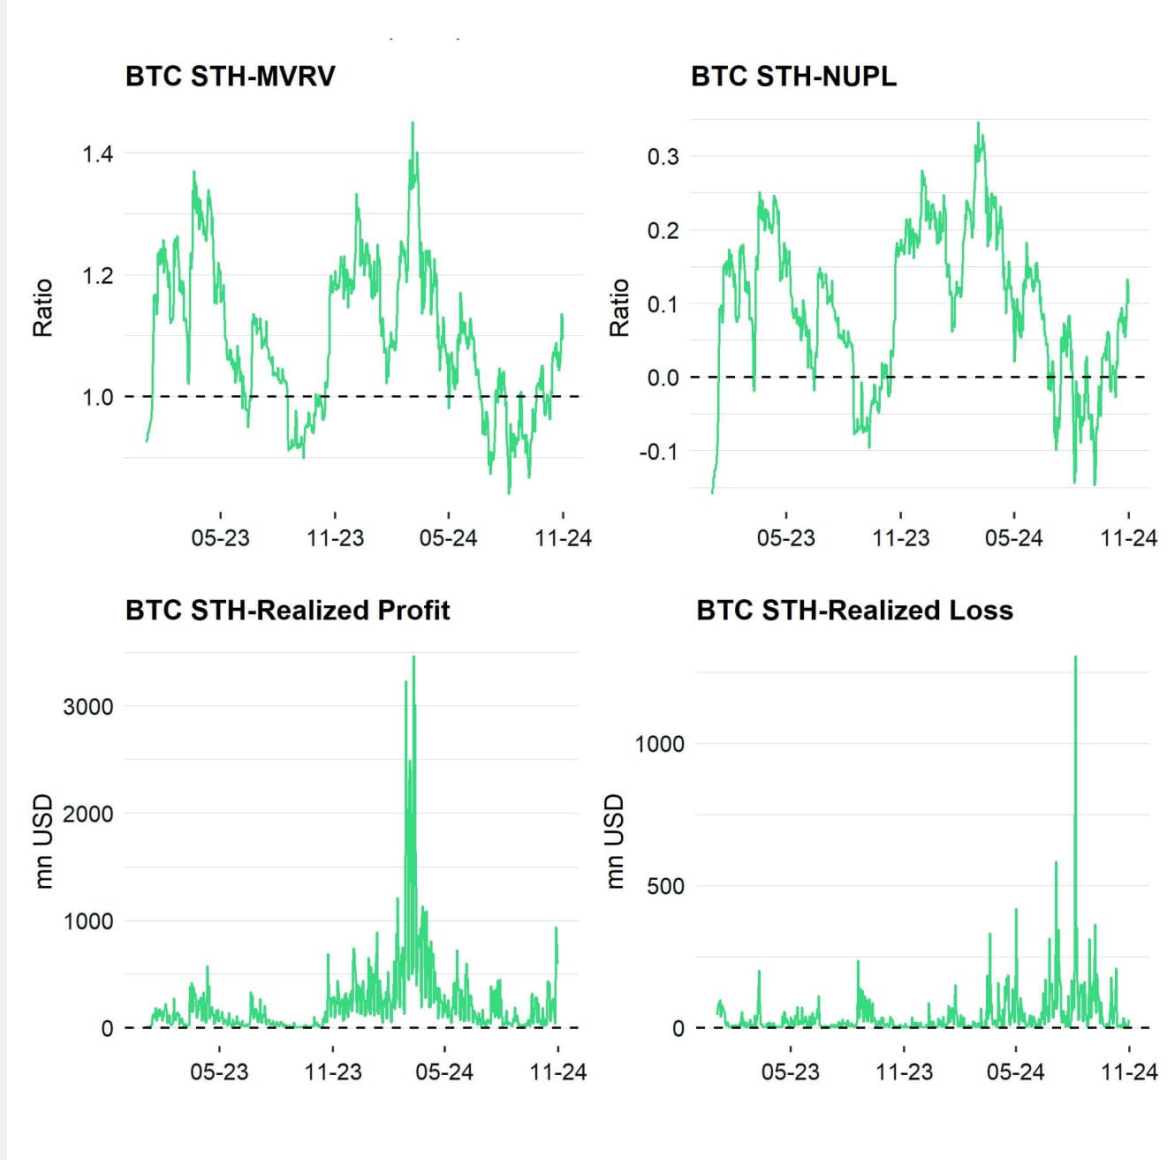 BTC STH-MVRV
Ratio
1.4
1.2
1.0
05-23 11-23 05-24 11-24
BTC STH-NUPL
Ratio
0.3
0.2
0.1
0.0
-0.1
05-23 11-23 05-24 11-24
BTC STH-Realized Profit
mn USD
3000
2000
1000
0
05-23 11-23 05-24 11-24
BTC STH-Realized Loss
mn USD
1000
500
0
05-23 11-23 05-24 11-24